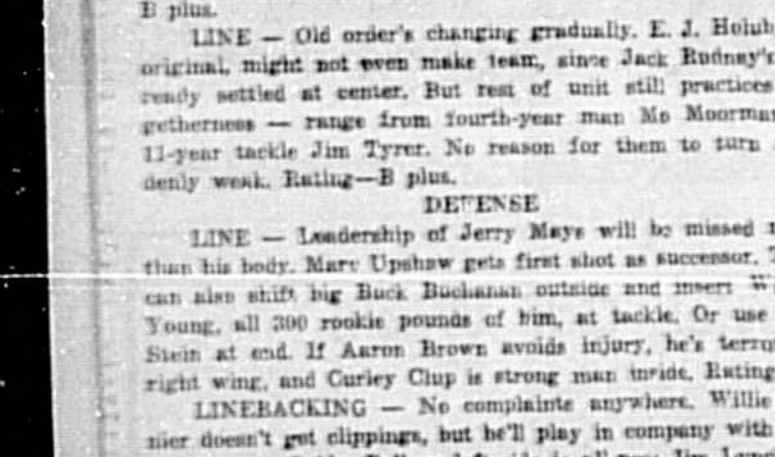 B plus.
LINE — Old order's changing gradually. E. J. Holub,
original, might not even make team, since Jack Rudnay's
ready settled at center. But rest of unit still practices
getherness — range from fourth-year man Mo Moorman
11-year tackle Jim Tyrer. No reason for them to turn
denly weak. Rating—B plus.
DEFENSE
LINE — Leadership of Jerry Mays will be missed
than his body. Marv Upshaw gets first shot as successor.
can also shift big Buck Buchanan outside and insert
Young, all 300 rookie pounds of him, at tackle. Or use
Stein at end. If Aaron Brown avoids injury, he's terro
right wing, and Curley Clup is strong man inside. Rating
LINEBACKING — No complainte anywhere. Willie
nier doesn't get clippings, but he'll play in company with